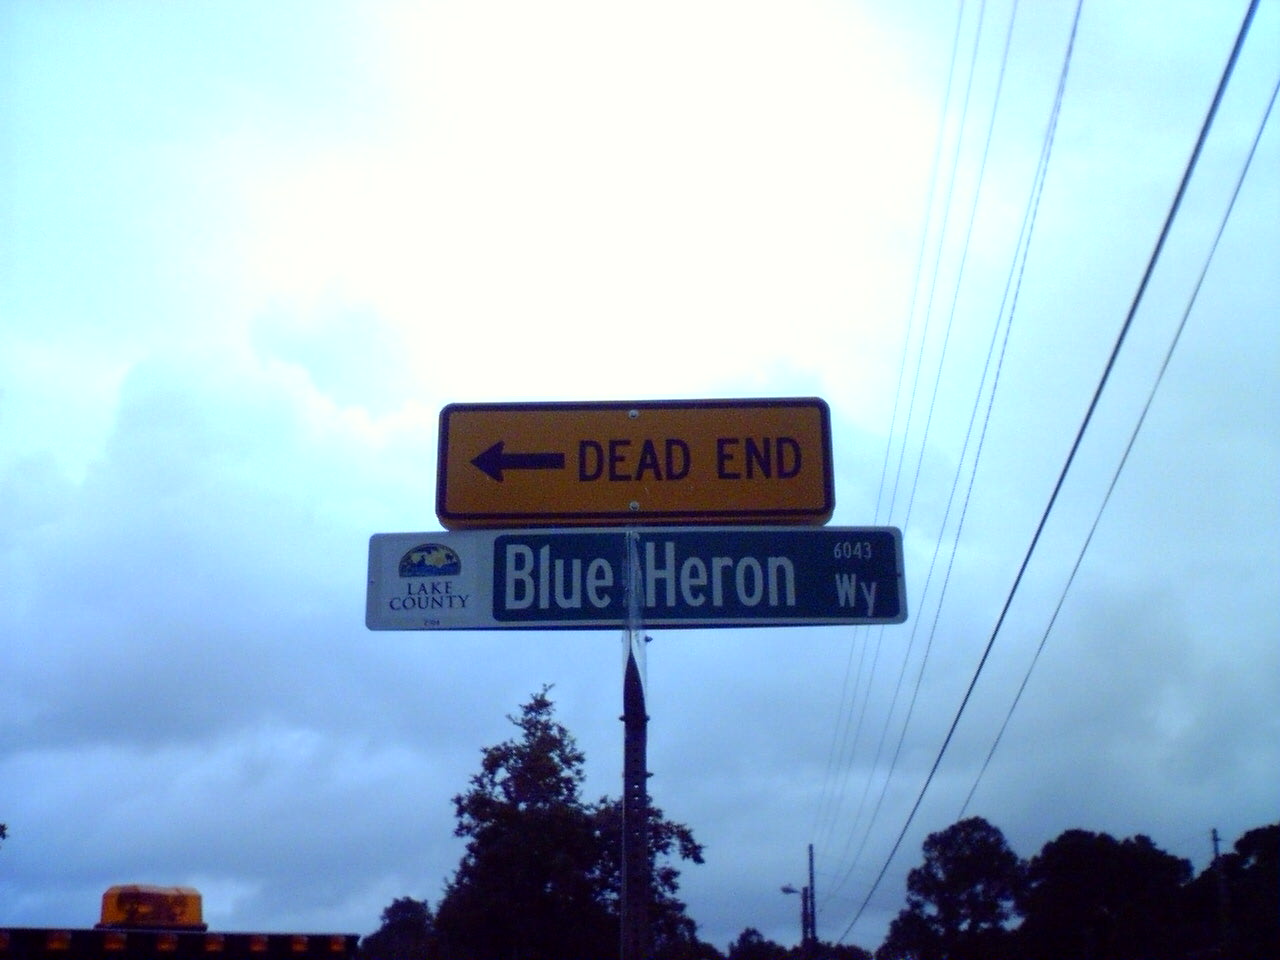 DEAD END
LAKE
COUNTY
Blue Heron
6043
Wy